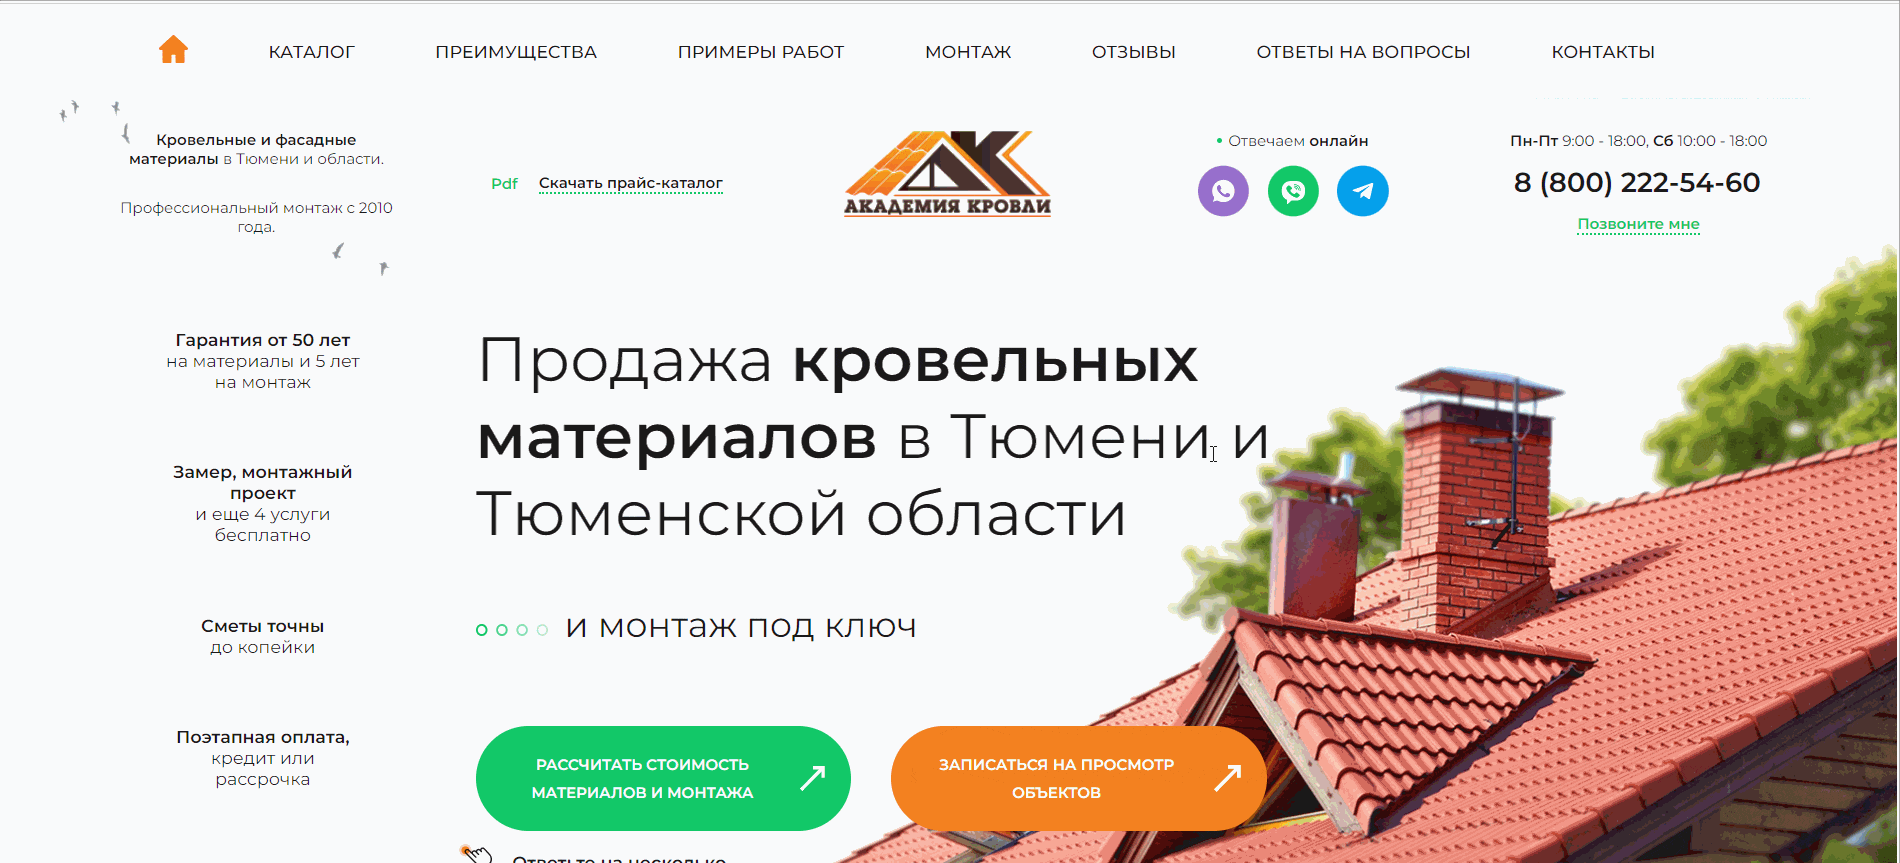 КАТАЛОГ
ПРЕИМУЩЕСТВА
ПРИМЕРЫ РАБОТ
МОНТАЖ
ОТЗЫВЫ
ОТВЕТЫ НА ВОПРОСЫ
КОНТАКТЫ
Кровельные и фасадные
материалы в Тюмени и области.
Профессиональный монтаж с 2010
года.
Pdf Скачать прайс-каталог
АК
АКАДЕМИЯ КРОВЛИ
Отвечаем онлайн
Пн-Пт 9:00 - 18:00, Сб 10:00 - 18:00
8 (800) 222-54-60
Позвоните мне
Гарантия от 50 лет
на материалы и 5 лет
на монтаж
Замер, монтажный
проект
и еще 4 услуги
бесплатно
Сметы точны
до копейки
Поэтапная оплата,
кредит или
рассрочка
Продажа кровельных
материалов в Тюмени и
Тюменской области
и монтаж под ключ
РАССЧИТАТЬ СТОИМОСТЬ
МАТЕРИАЛОВ И МОНТАЖА
ЗАПИСАТЬСЯ НА ПРОСМОТР
ОБЪЕКТОВ
Ответьте на несколько